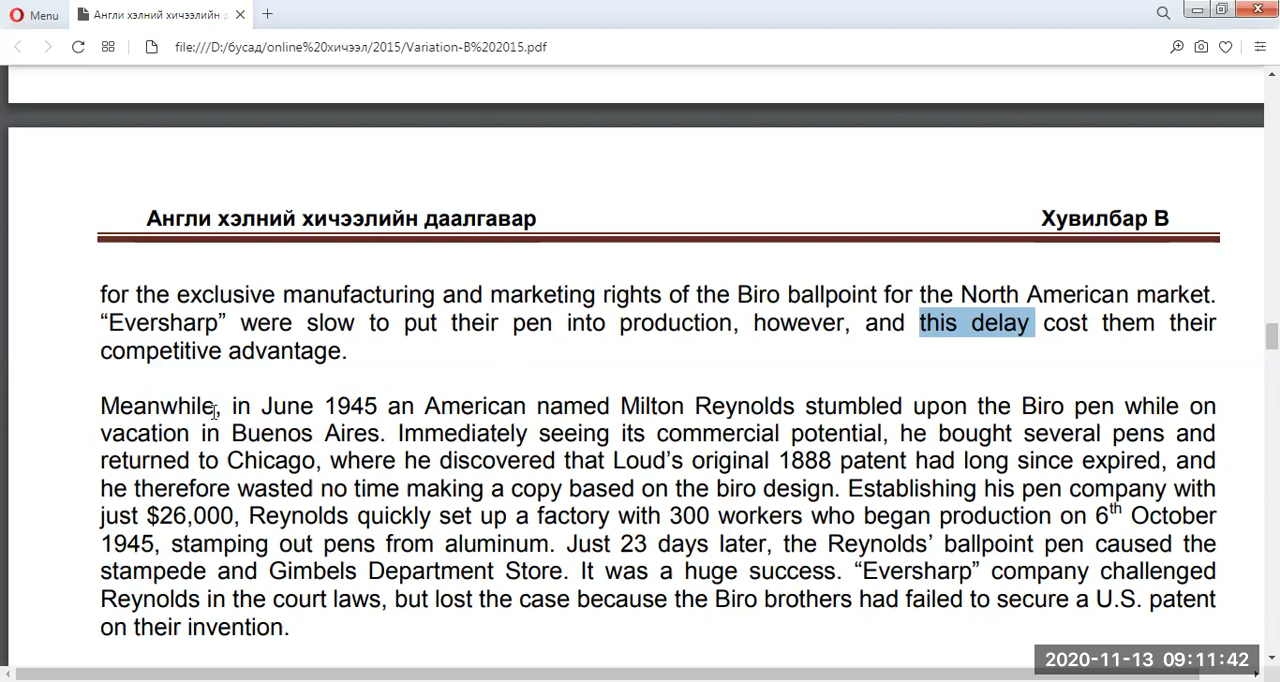 Menu
Англи хэлний хичээлийн
file:///D:/бусад/online%20хичээл/2015/Variation-B%202015.pdf
Англи хэлний хичээлийн даалгавар Хувилбар В
for the exclusive manufacturing and marketing rights of the Biro ballpoint for the North American market.
“Eversharp” were slow to put their pen into production, however, and this delay cost them their
competitive advantage.
Meanwhile, in June 1945 an American named Milton Reynolds stumbled upon the Biro pen while on
vacation in Buenos Aires. Immediately seeing its commercial potential, he bought several pens and
returned to Chicago, where he discovered that Loud’s original 1888 patent had long since expired, and
he therefore wasted no time making a copy based on the biro design. Establishing his pen company with
just $26,000, Reynolds quickly set up a factory with 300 workers who began production on 6th October
1945, stamping out pens from aluminum. Just 23 days later, the Reynolds’ ballpoint pen caused the
stampede and Gimbels Department Store. It was a huge success. “Eversharp” company challenged
Reynolds in the court laws, but lost the case because the Biro brothers had failed to secure a U.S. patent
on their invention.
2020-11-13 09:11:42